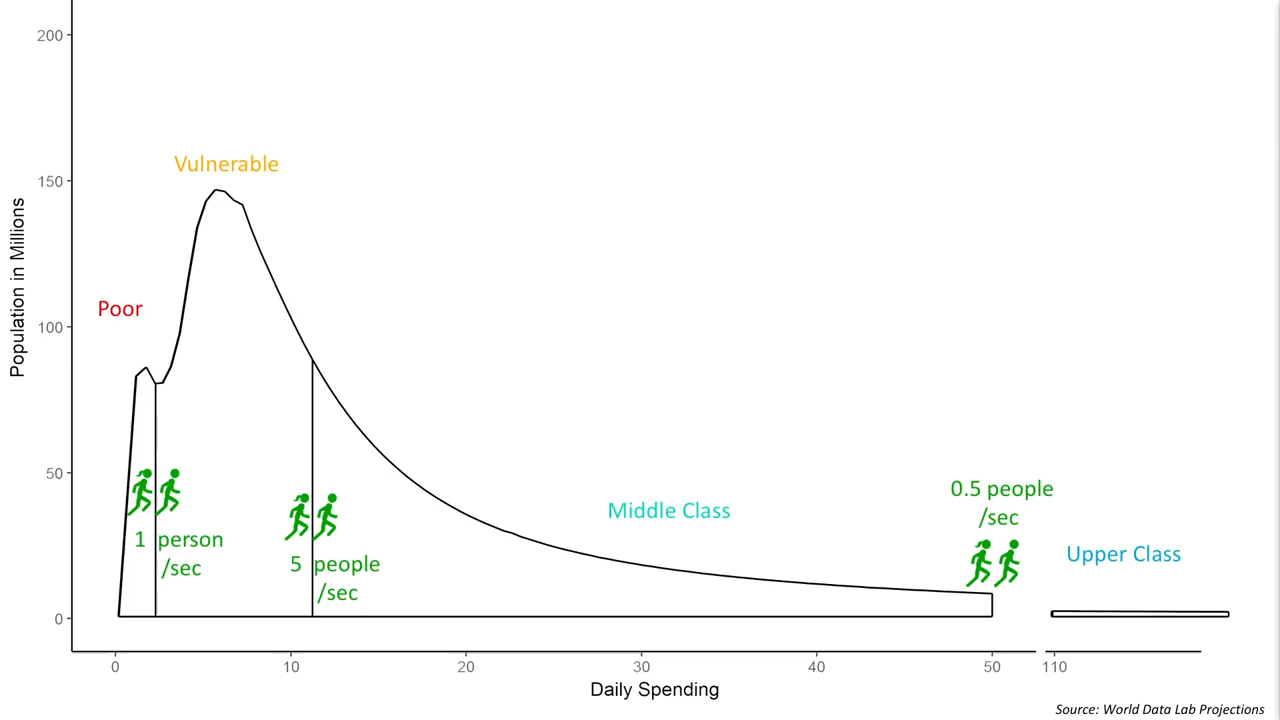 200
150
100
50
0
Population in Millions
Vulnerable
Poor
1 person
/sec
5 people
/sec
Middle Class
0.5 people
/sec
Upper Class
0 10 20 30 40 50 110
Daily Spending
Source: World Data Lab Projections